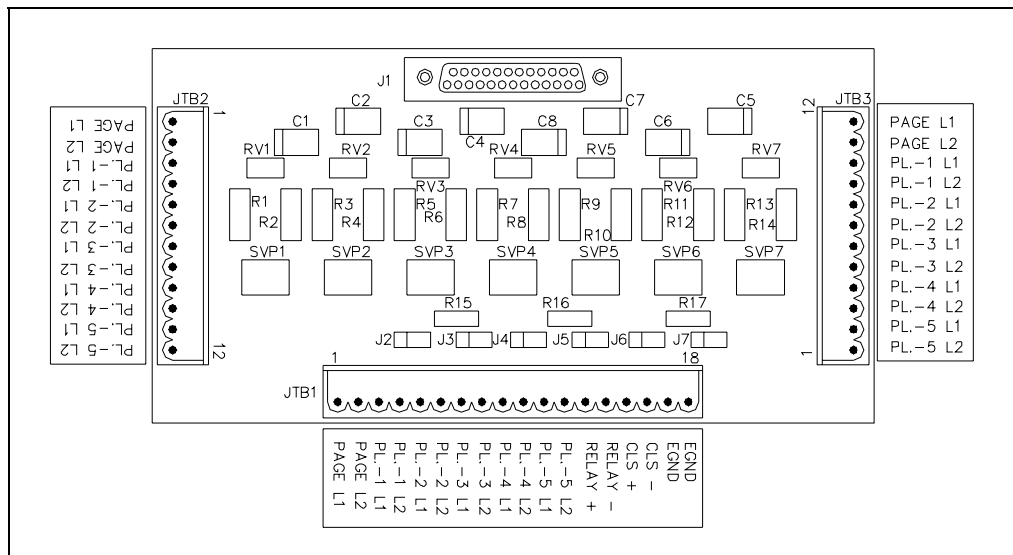 J1
JTB2
1
12
JTB3
C2
C7
C5
C1
C3
C4
C8
C6
RV1
RV2
RV4
RV5
RV7
RV3
RV6
R1
R2
R3
R4
R5
R6
R7
R8
R9
R10
R11
R12
R13
R14
SVP1
SVP2
SVP3
SVP4
SVP5
SVP6
SVP7
R15
R16
R17
J2
J3
J4
J5
J6
J7
12
1
1
18
JTB1
PAGE L1
PAGE L2
PL.-1 L1
PL.-1 L2
PL.-2 L1
PL.-2 L2
PL.-3 L1
PL.-3 L2
PL.-4 L1
PL.-4 L2
PL.-5 L1
PL.-5 L2
PAGE L1
PAGE L2
PL.-1 L1
PL.-1 L2
PL.-2 L1
PL.-2 L2
PL.-3 L1
PL.-3 L2
PL.-4 L1
PL.-4 L2
PL.-5 L1
PL.-5 L2
PAGE L1
PAGE L2
PL.-1 L1
PL.-1 L2
PL.-2 L1
PL.-2 L2
PL.-3 L1
PL.-3 L2
PL.-4 L1
PL.-4 L2
PL.-5 L1
PL.-5 L2
RELAY +
RELAY -
CLS +
CLS -
EGND
EGND